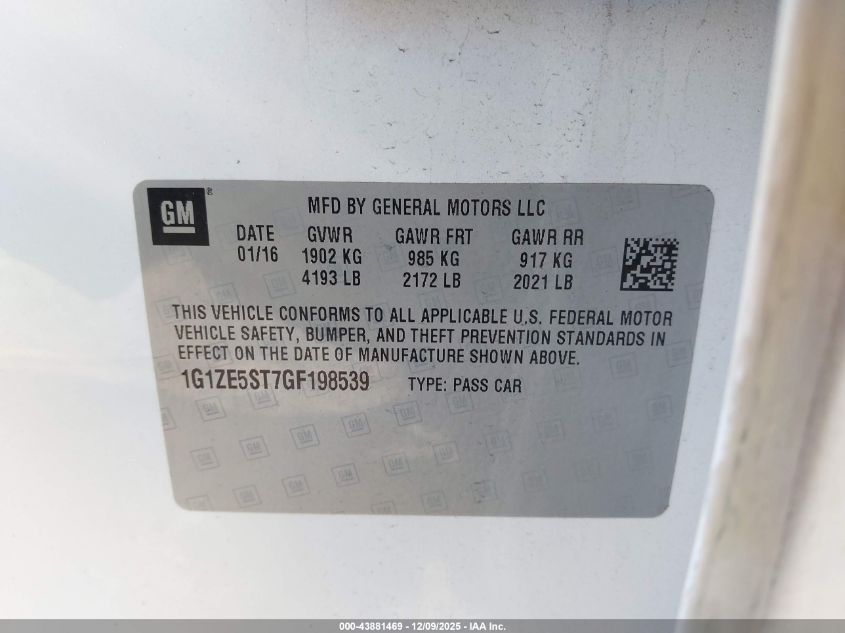 GM®
MFD BY GENERAL MOTORS LLC
DATE GVWR GAWR FRT GAWR RR
01/16 1902 KG 985 KG 917 KG
4193 LB 2172 LB 2021 LB
THIS VEHICLE CONFORMS TO ALL APPLICABLE U.S. FEDERAL MOTOR
VEHICLE SAFETY, BUMPER, AND THEFT PREVENTION STANDARDS IN
EFFECT ON THE DATE OF MANUFACTURE SHOWN ABOVE.
1G1ZE5ST7GF198539 TYPE: PASS CAR
000-43881469 - 12/09/2025 - IAA Inc.